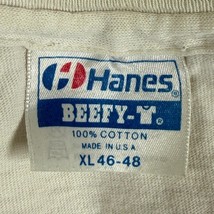 Hanes
BEEFY-T®
100% COTTON
MADE IN U.S.A.
XL 46-48